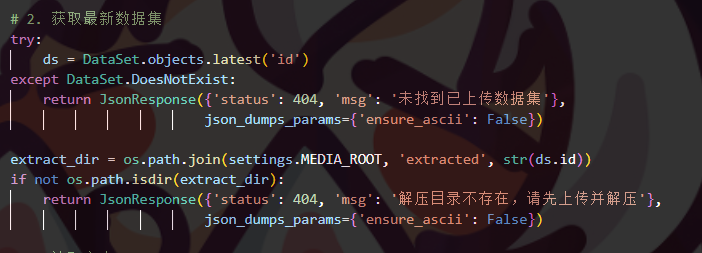 # 2. 获取最新数据集
try:
    ds = DataSet.objects.latest('id')
except DataSet.DoesNotExist:
    return JsonResponse({'status': 404, 'msg': '未找到已上传数据集'},
                        json_dumps_params={'ensure_ascii': False})
extract_dir = os.path.join(settings.MEDIA_ROOT, 'extracted', str(ds.id))
if not os.path.isdir(extract_dir):
    return JsonResponse({'status': 404, 'msg': '解压目录不存在，请先上传并解压'},
                        json_dumps_params={'ensure_ascii': False})